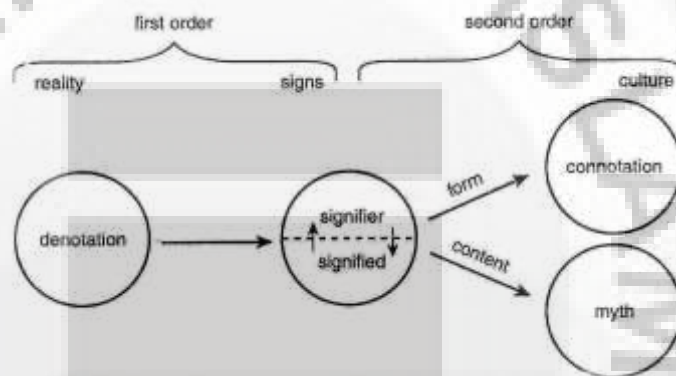 first order
second order
reality
signs
culture
denotation
signifier
signified
form
content
connotation
myth